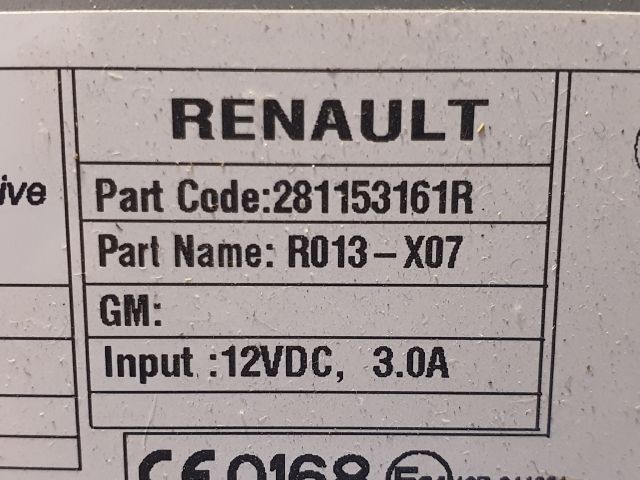 RENAULT
ive
Part Code:281153161R
Part Name: R013-X07
GM:
Input :12VDC, 3.0A
CE0168 E